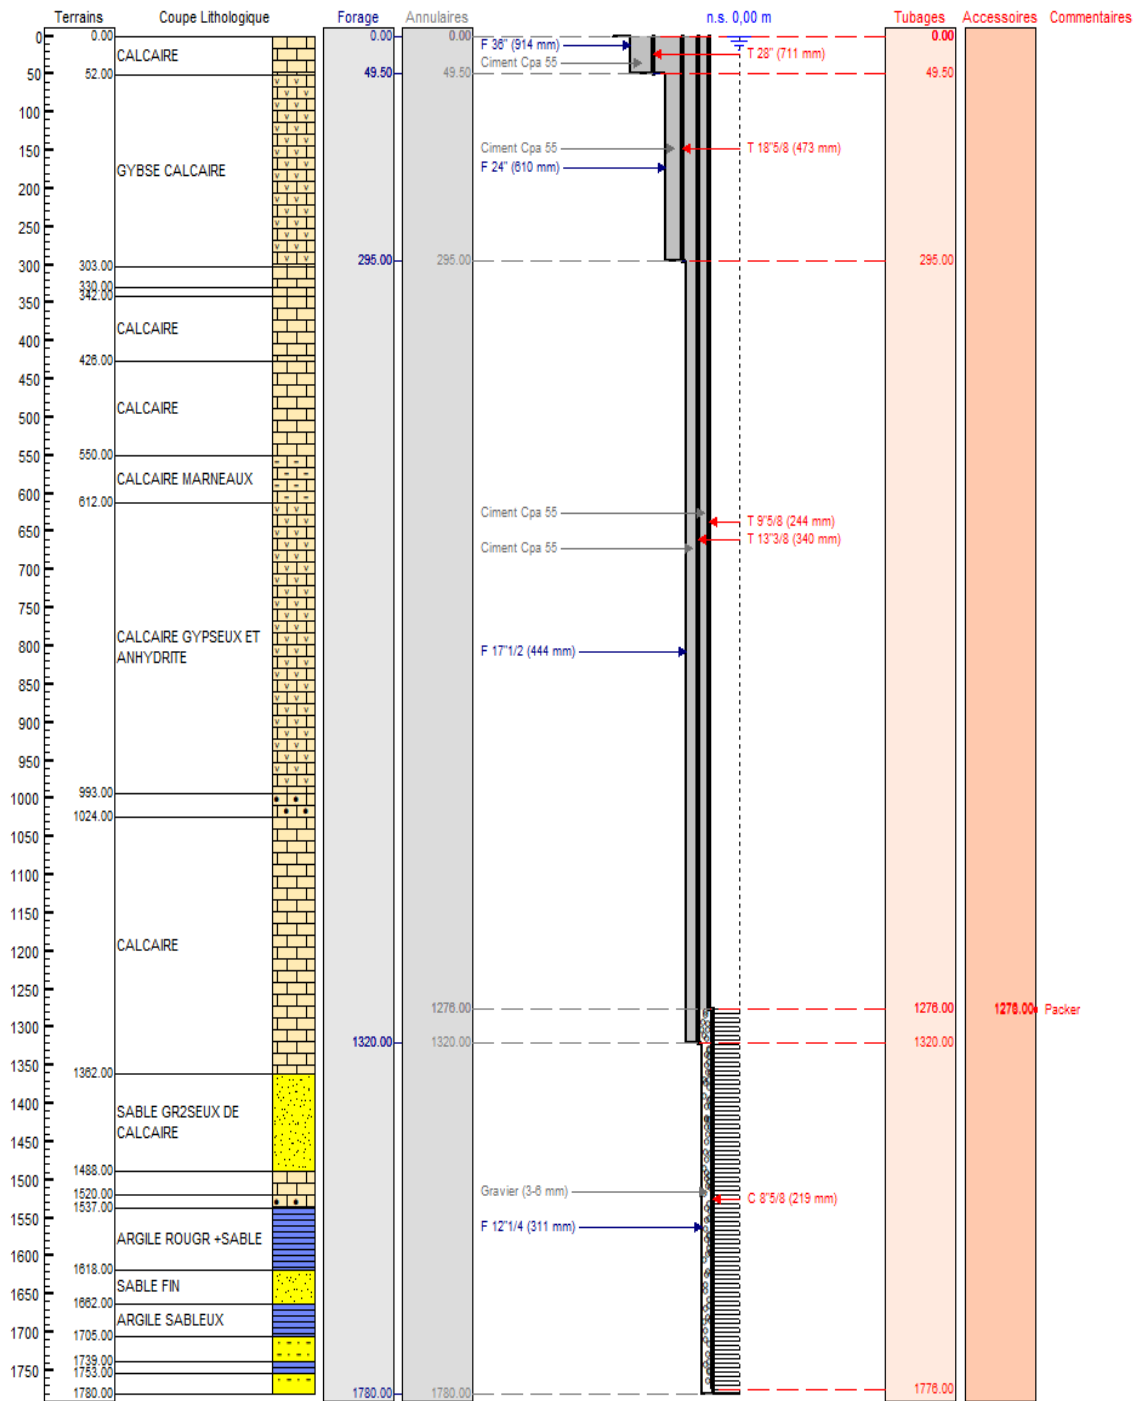 Terrains Coupe Lithologique Forage Annulaires n.s. 0,00 m Tubages Accessoires Commentaires
0 0.00 0.00 0.00 0.00
F 36" (914 mm)
CALCAIRE T 28" (711 mm)
Ciment Cpa 55
50 52.00 49.50 49.50 49.50
100
150 Ciment Cpa 55 T 18"5/8 (473 mm)
GYBSE CALCAIRE F 24" (610 mm)
200
250
295.00 295.00 295.00
300 303.00
330.00
350 342.00
CALCAIRE
400
426.00
450
CALCAIRE
500
550 550.00
CALCAIRE MARNEAUX
600 612.00
Ciment Cpa 55 T 9"5/8 (244 mm)
650 T 13"3/8 (340 mm)
Ciment Cpa 55
700
750
CALCAIRE GYPSEUX ET
ANHYDRITE
800 F 17"1/2 (444 mm)
850
900
950
1000 993.00
1024.00
1050
1100
1150
CALCAIRE
1200
1250
1276.00 1276.00 1276.00 Packer
1300
1320.00 1320.00 1320.00
1350 1362.00
1400
SABLE GR2SEUX DE
CALCAIRE
1450
1488.00
1500
1520.00 Gravier (3-6 mm) C 8"5/8 (219 mm)
1537.00
1550 F 12"1/4 (311 mm)
ARGILE ROUGR +SABLE
1600 1618.00
SABLE FIN
1650 1662.00
ARGILE SABLEUX
1700 1705.00
1739.00
1750 1753.00
1780.00 1780.00 1780.00 1776.00